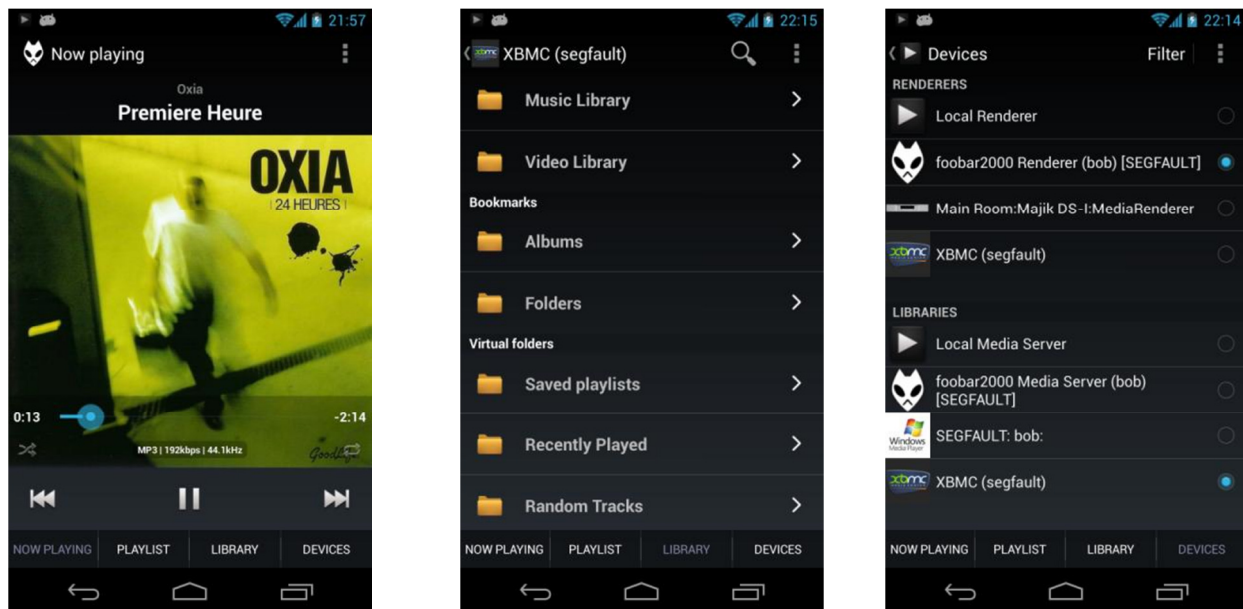 21:57
Now playing
Oxia
Premiere Heure
OXIA
24 HEURES
0:13
-2:14
MP3 | 192kbps | 44.1kHz
GoodLife
NOW PLAYING PLAYLIST LIBRARY DEVICES
22:15
xbmc XBMC (segfault)
Music Library
Video Library
Bookmarks
Albums
Folders
Virtual folders
Saved playlists
Recently Played
Random Tracks
NOW PLAYING PLAYLIST LIBRARY DEVICES
22:14
Devices Filter
RENDERERS
Local Renderer
foobar2000 Renderer (bob) [SEGFAULT]
Main Room:Majik DS-I:MediaRenderer
xbmc XBMC (segfault)
LIBRARIES
Local Media Server
foobar2000 Media Server (bob)
[SEGFAULT]
Windows
Media Player
SEGFAULT: bob:
xbmc XBMC (segfault)
NOW PLAYING PLAYLIST LIBRARY DEVICES